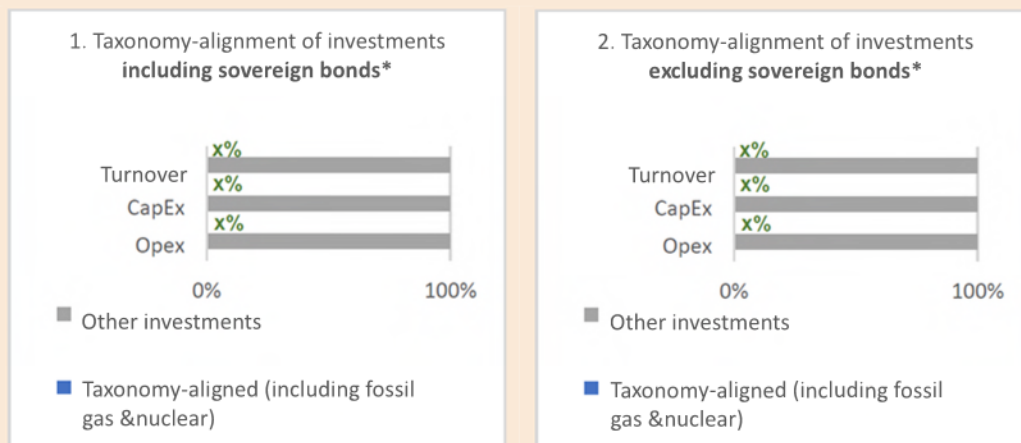 1. Taxonomy-alignment of investments
including sovereign bonds*
x%
Turnover
x%
CapEx
x%
Opex
0% 100%
Other investments
Taxonomy-aligned (including fossil
gas &nuclear)
2. Taxonomy-alignment of investments
excluding sovereign bonds*
x%
Turnover
x%
CapEx
x%
Opex
0% 100%
Other investments
Taxonomy-aligned (including fossil
gas &nuclear)